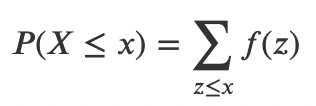 P(X ≤ x) = ∑ f(z)
z≤x